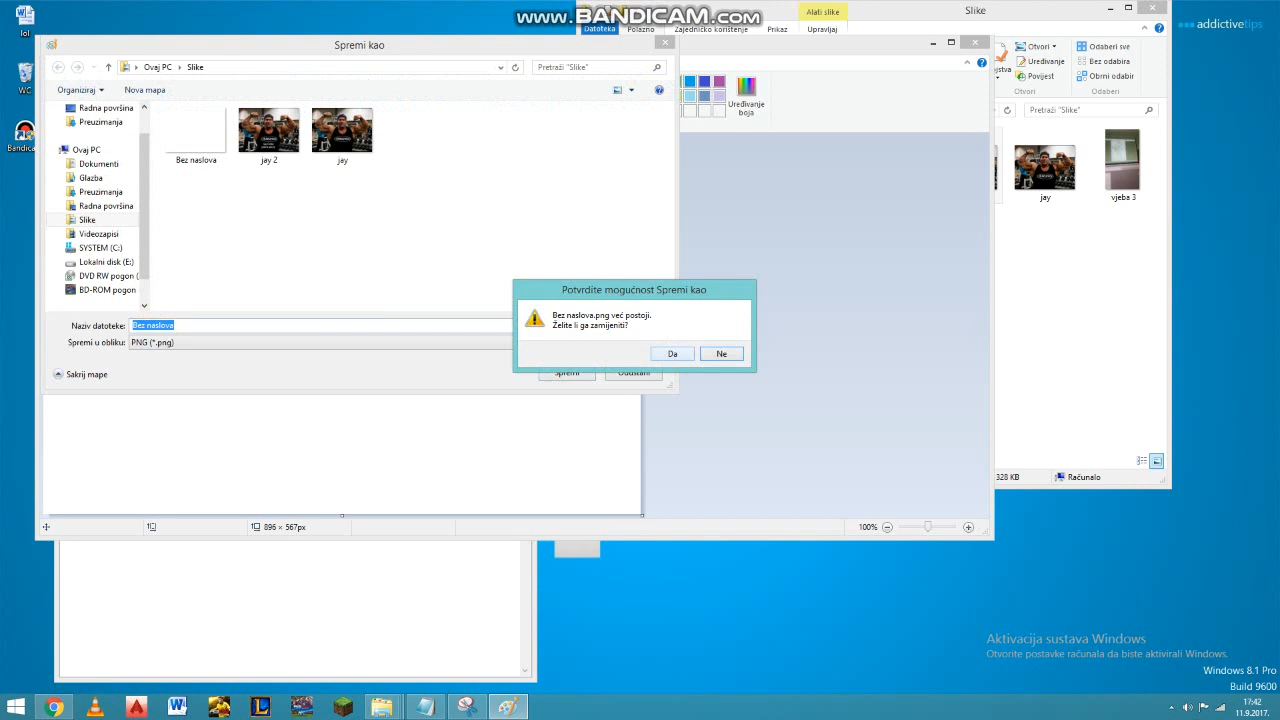 www.BANDICAM.com
Alati slike
Slike
addictivetips
Datoteka
Polazno
Zajedničko korištenje
Prikaz
Upravljaj
lol
WC
Spremi kao
Ovaj PC
Slike
Pretraži "Slike"
Organiziraj
Nova mapa
Radna površina
Preuzimanja
Ovaj PC
Dokumenti
Glazba
Preuzimanja
Radna površina
Slike
Videozapisi
SYSTEM (C:)
Lokalni disk (E:)
DVD RW pogon (
BD-ROM pogon
Bez naslova
jay 2
jay
Naziv datoteke:
Bez naslova
Spremi u obliku:
PNG (*.png)
Sakrij mape
Spremi
Odustani
Potvrdite mogućnost Spremi kao
Bez naslova.png već postoji.
Želite li ga zamijeniti?
Da
Ne
Uređivanje
boja
Otvori
Uređivanje
Povijest
Otvori
Odaberi sve
Bez odabira
Obrni odabir
Odaberi
Pretraži "Slike"
jay
vjeba 3
328 KB
Računalo
896 × 567px
100%
Aktivacija sustava Windows
Otvorite postavke računala da biste aktivirali Windows.
Windows 8.1 Pro
Build 9600
17:42
11.9.2017.